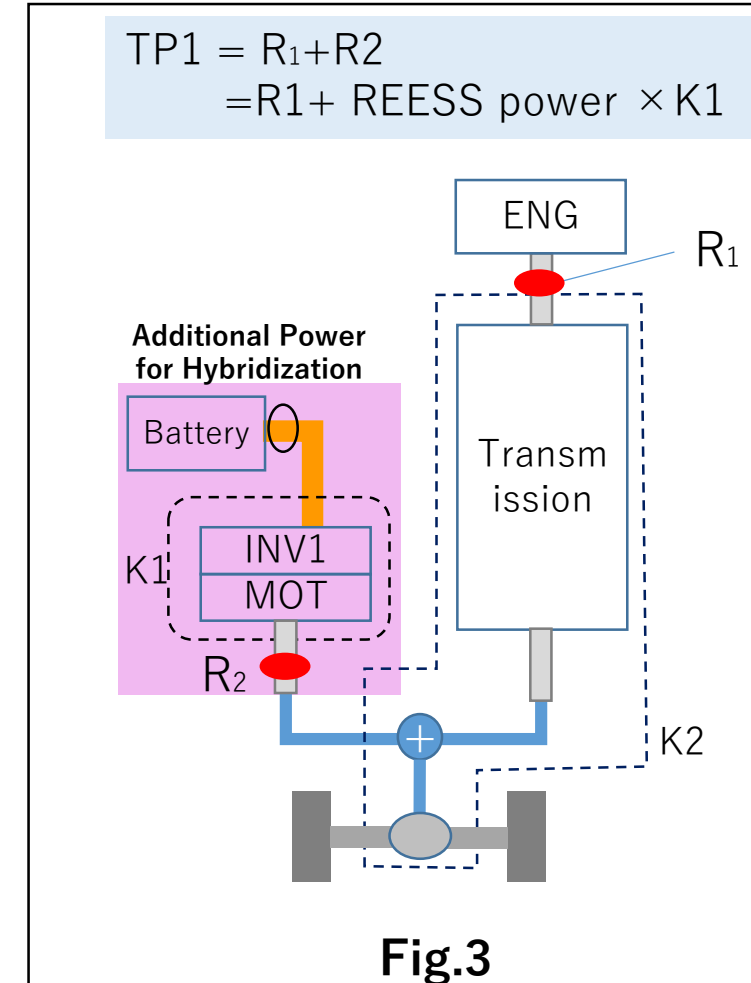 TP1 = R1+R2
=R1+ REESS power ×K1
ENG
R1
Additional Power
for Hybridization
Battery
Transm
ission
K1
INV1
MOT
R2
+
K2
Fig.3